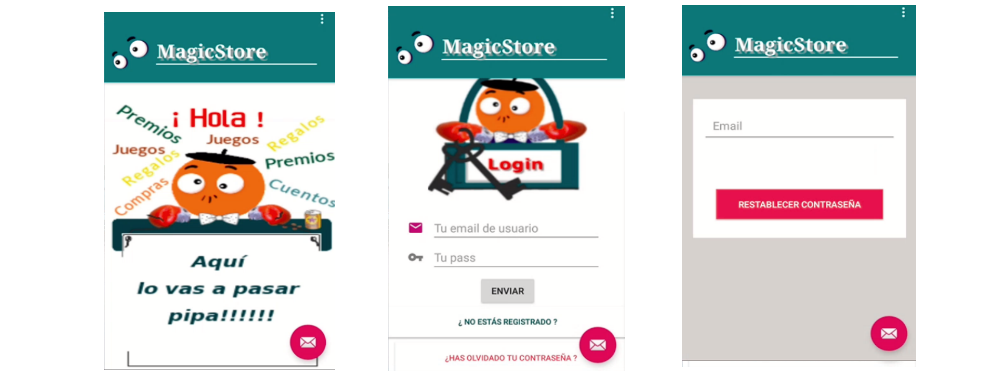 MagicStore
¡ Hola !
Premios
Juegos
Regalos
Juegos
Regalos
Premios
Compras
Cuentos
Aquí
lo vas a pasar
pipa!!!!!!
MagicStore
Login
Tu email de usuario
Tu pass
ENVIAR
¿ NO ESTÁS REGISTRADO ?
¿HAS OLVIDADO TU CONTRASEÑA ?
MagicStore
Email
RESTABLECER CONTRASEÑA